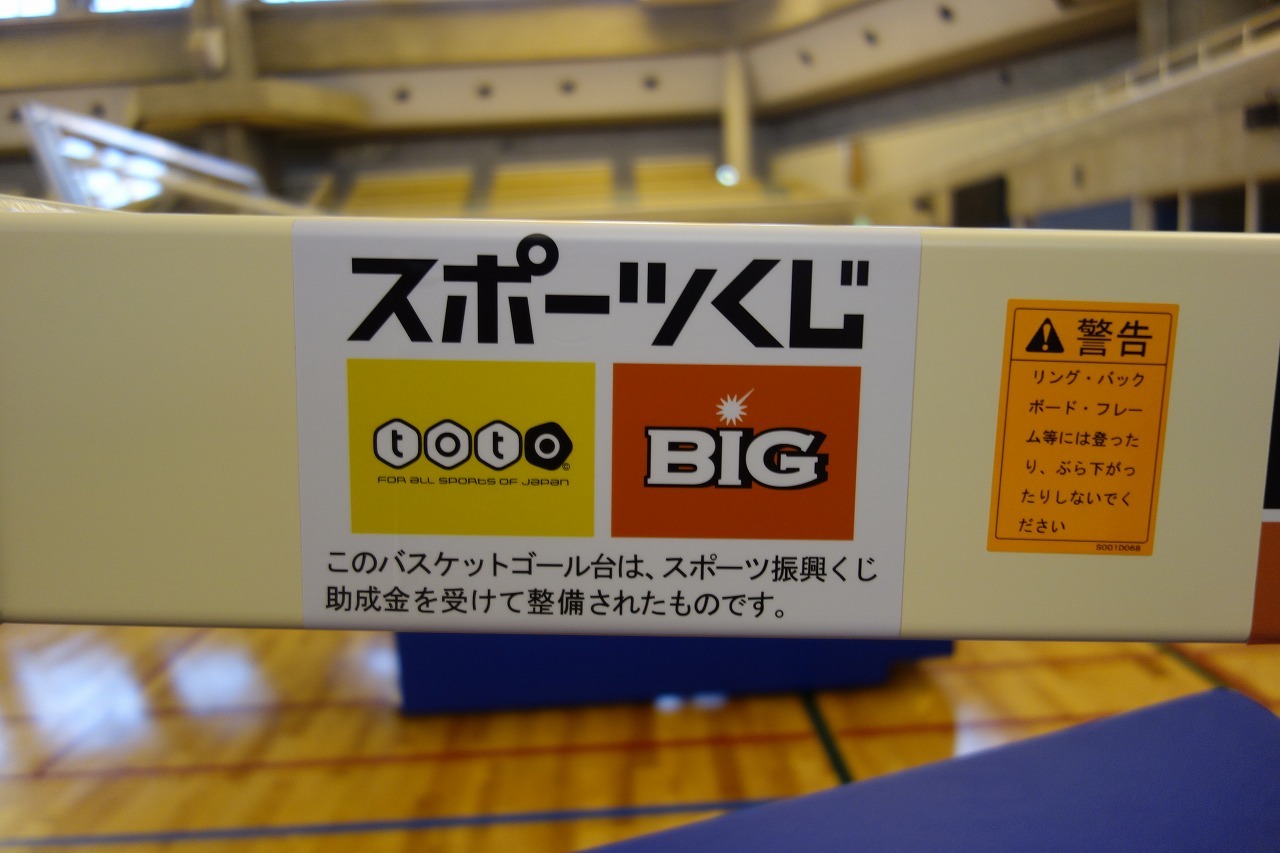 スポーツくじ
toto
FOR ALL SPORTS OF JAPAN
BIG
このバスケットゴール台は、スポーツ振興くじ
助成金を受けて整備されたものです。
警告
リング・バック
ボード・フレー
ム等には登った
り、ぶら下がっ
たりしないでく
ださい
S001D068